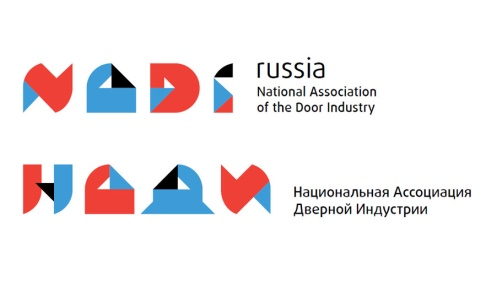 NADi russia
National Association
of the Door Industry
НАДИ
Национальная Ассоциация
Дверной Индустрии